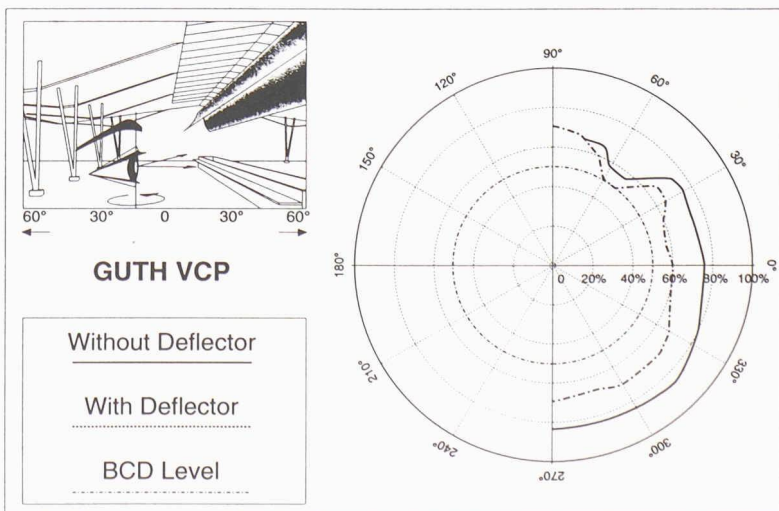 60° 30° 0 30° 60°
GUTH VCP
Without Deflector
With Deflector
BCD Level
90°
120° 60°
150° 30°
180° 0 20% 40% 60% 80% 100% 0°
210° 330°
240° 300°
270°